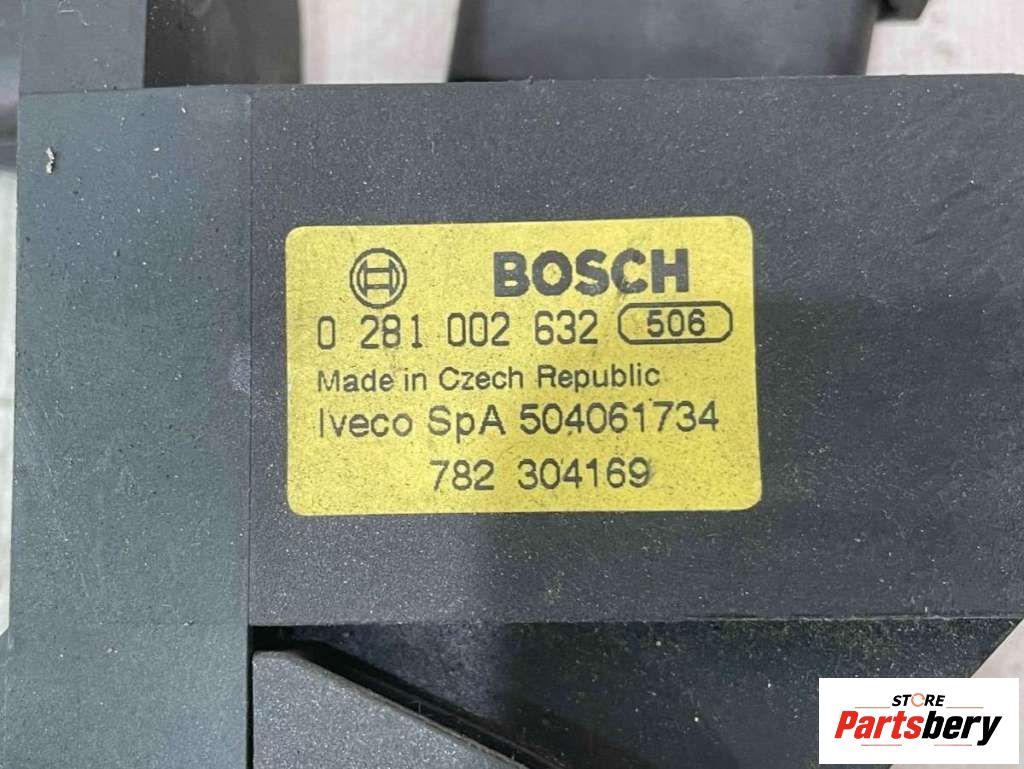 BOSCH
0 281 002 632 506
Made in Czech Republic
Iveco SpA 504061734
782 304169
STORE
Partsbery